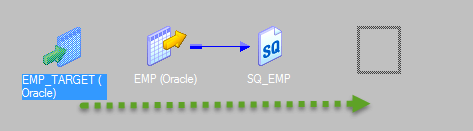 SQ
EMP_TARGET (
Oracle)
EMP (Oracle)
SQ_EMP